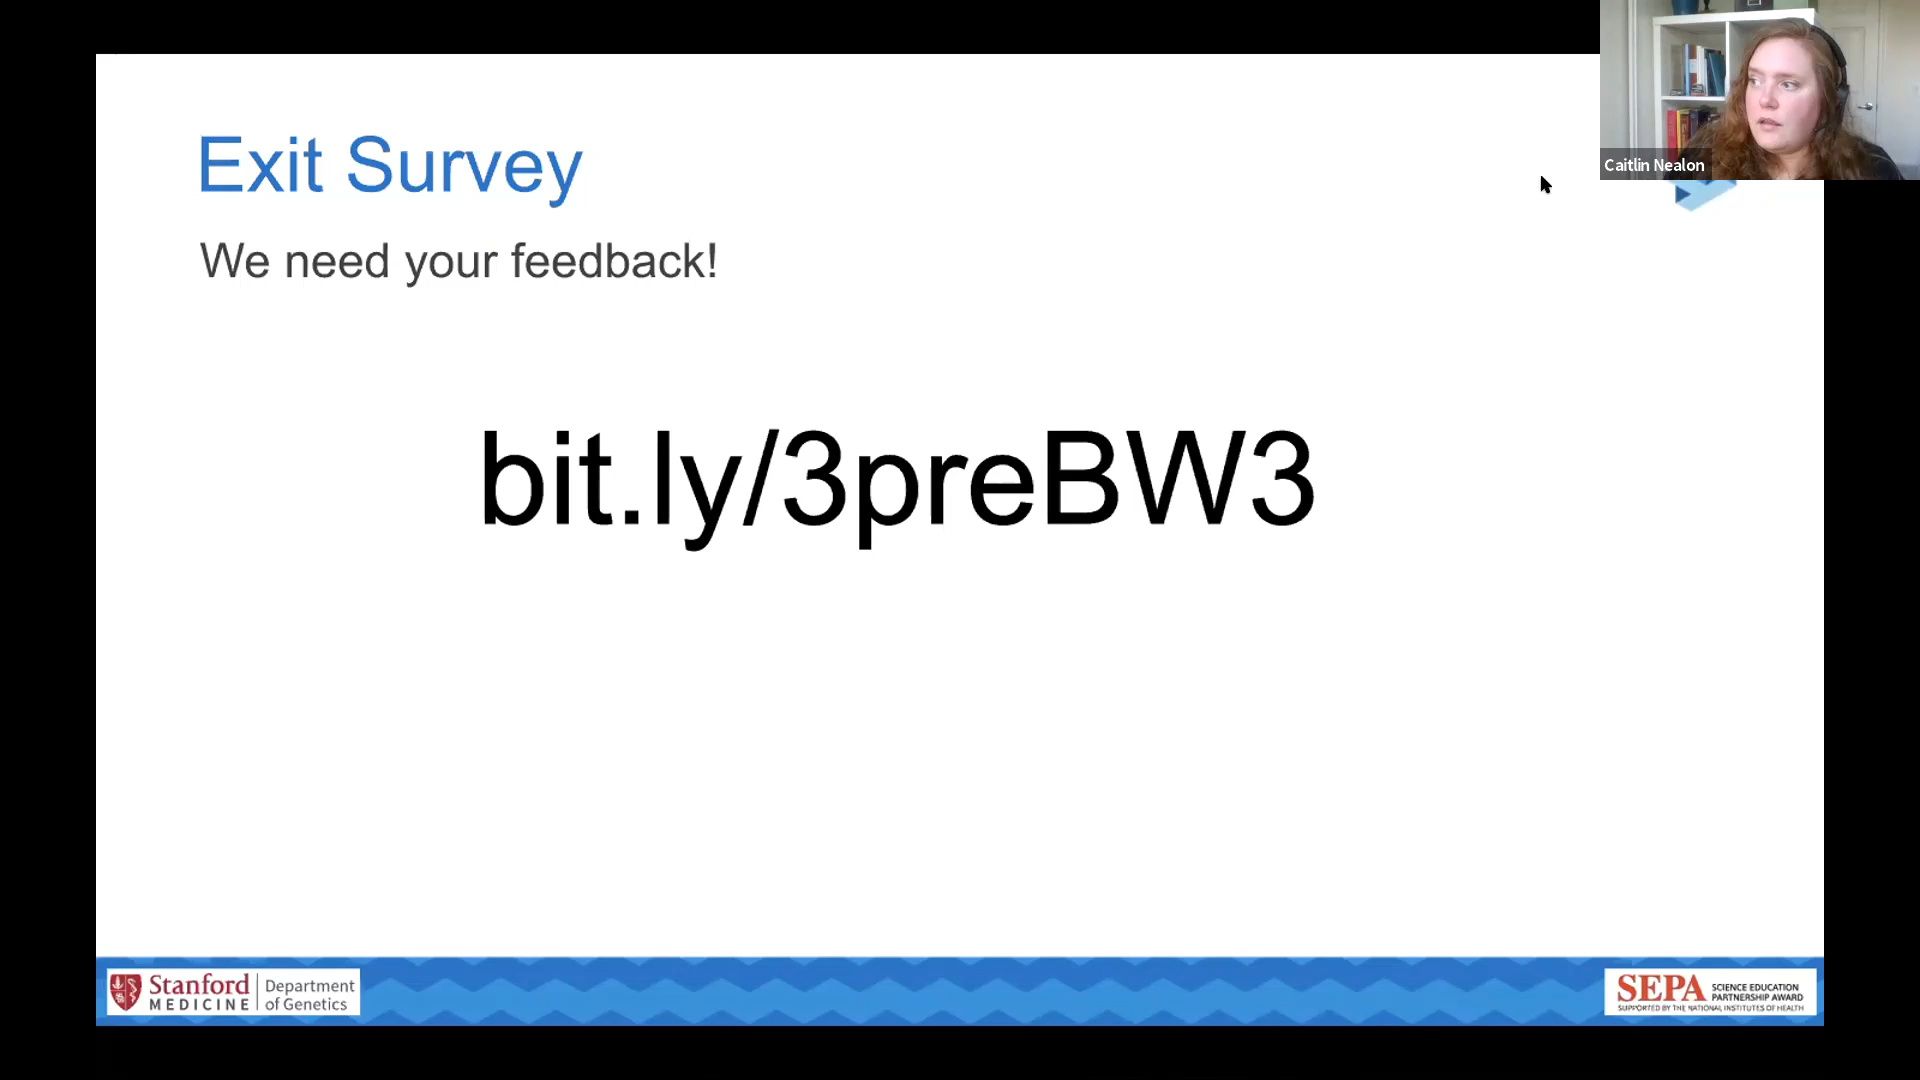 Exit Survey
We need your feedback!
bit.ly/3preBW3
Caitlin Nealon
Stanford
MEDICINE
Department
of Genetics
SEPA
SCIENCE EDUCATION
PARTNERSHIP AWARD
SUPPORTED BY THE NATIONAL INSTITUTES OF HEALTH